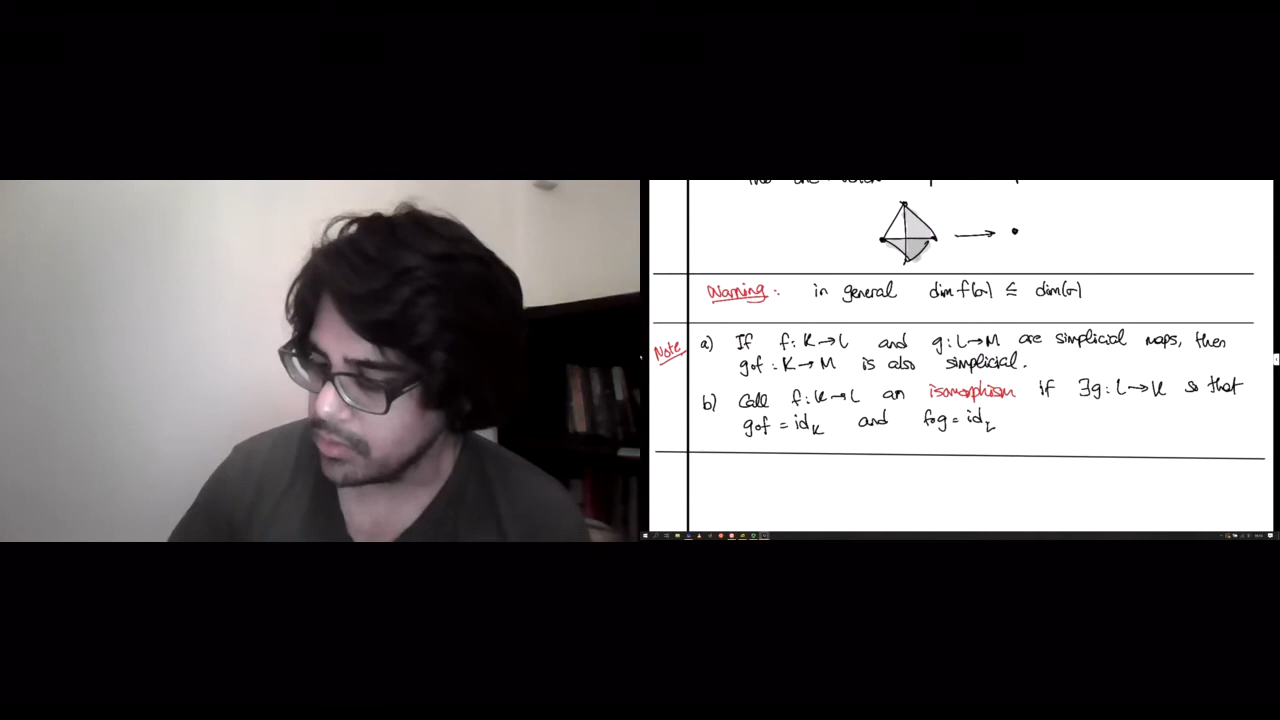 Warning: in general dim f(σ) ≤ dim(σ)
Note a) If f: K→L and g: L→M are simplicial maps, then
g∘f : K→M is also simplicial.
b) Call f: K→L an isomorphism if ∃g: L→K so that
g∘f = id_K and f∘g = id_L